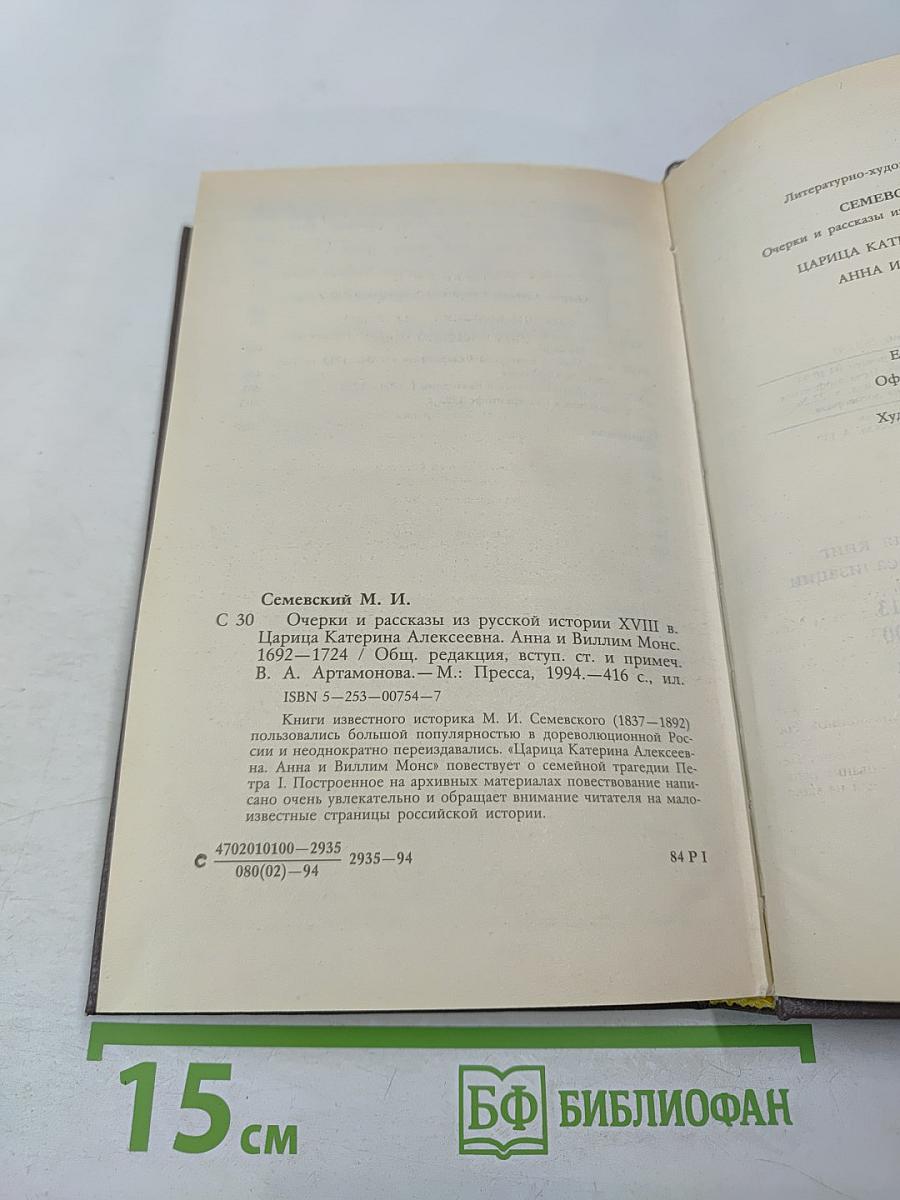 Семевский М. И.
С 30 Очерки и рассказы из русской истории XVIII в.
Царица Катерина Алексеевна. Анна и Виллим Монс.
1692—1724 / Общ. редакция, вступ. ст. и примеч.
В. А. Артамонова.— М.: Пресса, 1994.—416 с., ил.
ISBN 5—253—00754—7
Книги известного историка М. И. Семевского (1837—1892)
пользовались большой популярностью в дореволюционной Рос-
сии и неоднократно переиздавались. «Царица Катерина Алексеев-
на. Анна и Виллим Монс» повествует о семейной трагедии Пе-
тра I. Построенное на архивных материалах повествование напи-
сано очень увлекательно и обращает внимание читателя на мало-
известные страницы российской истории.
С 4702010100—2935
080(02)—94
2935—94
84 Р I
Литературно-худо
СЕМЕВС
Очерки и рассказы и
ЦАРИЦА КАТ
АННА И
Е
Оф
Худ
15 см
БФ БИБЛИОФАН